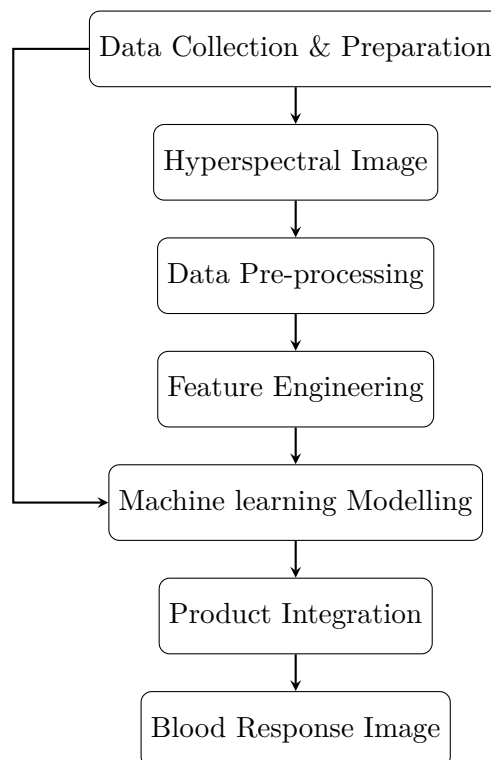 Data Collection & Preparation
Hyperspectral Image
Data Pre-processing
Feature Engineering
Machine learning Modelling
Product Integration
Blood Response Image